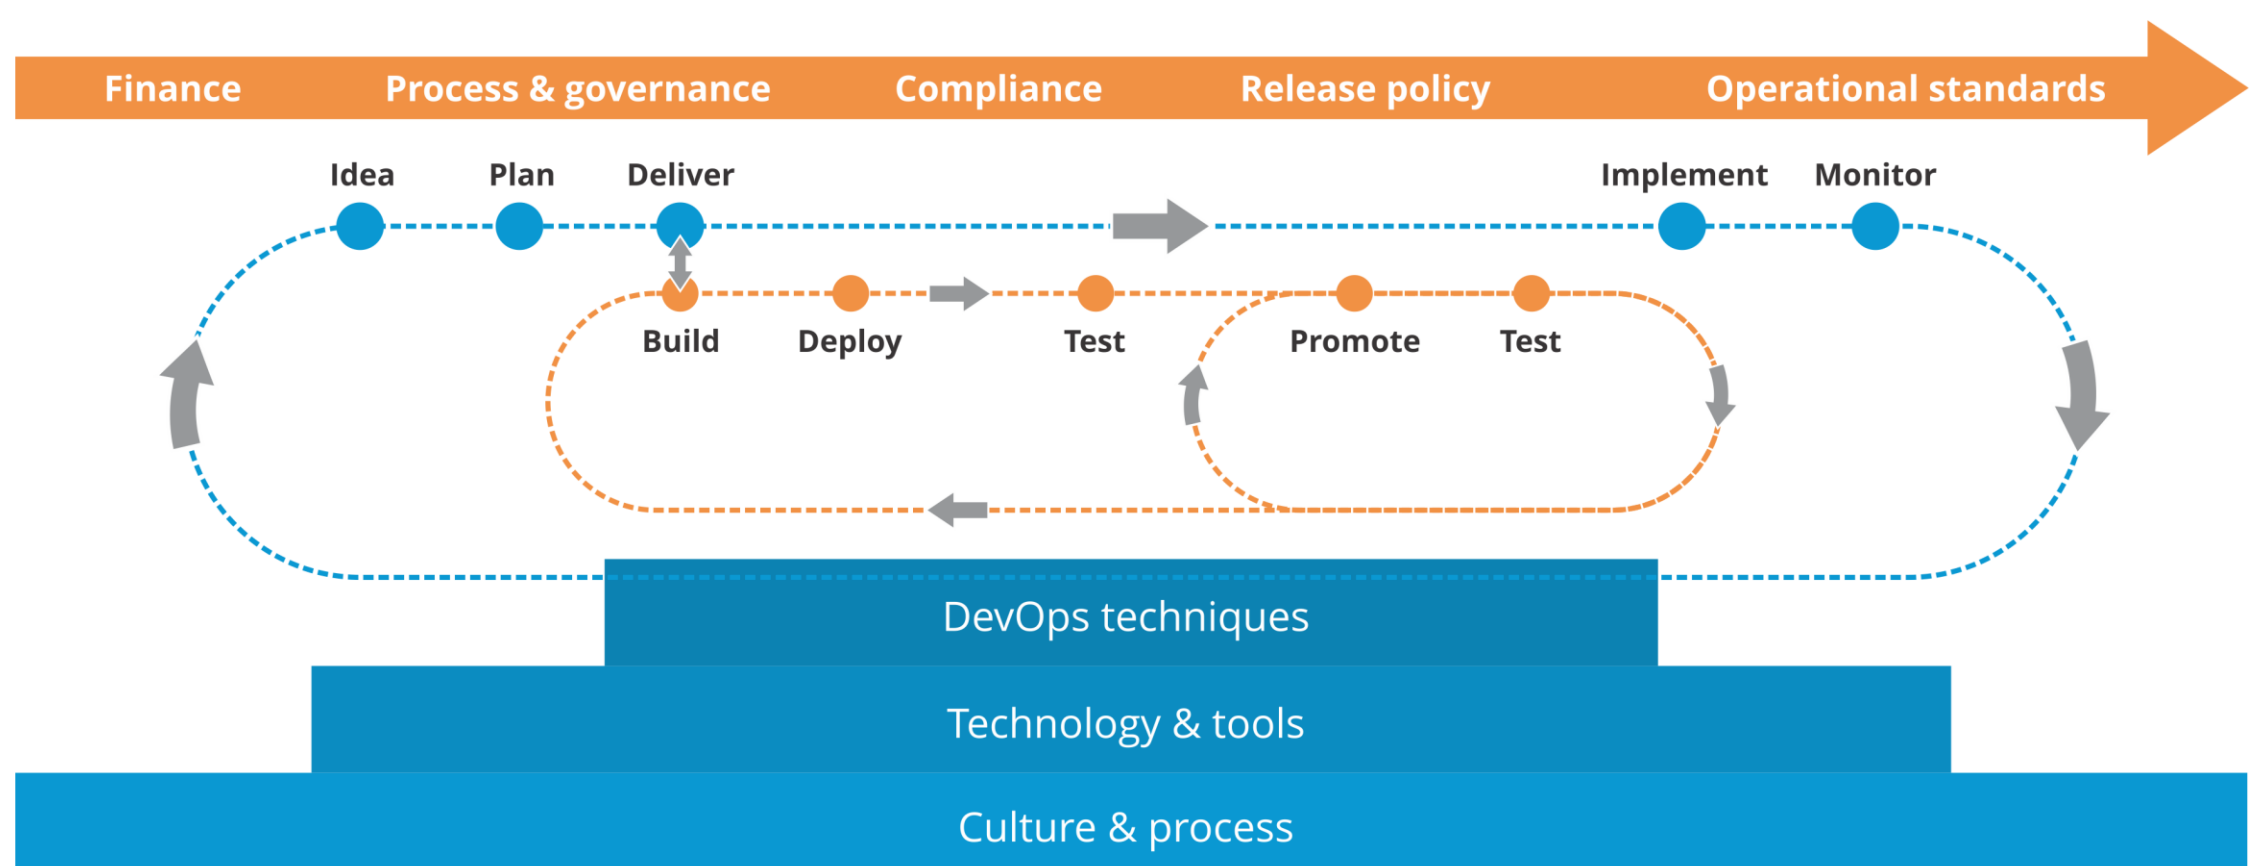 Finance Process & governance Compliance Release policy Operational standards
Idea Plan Deliver Implement Monitor
Build Deploy Test Promote Test
DevOps techniques
Technology & tools
Culture & process